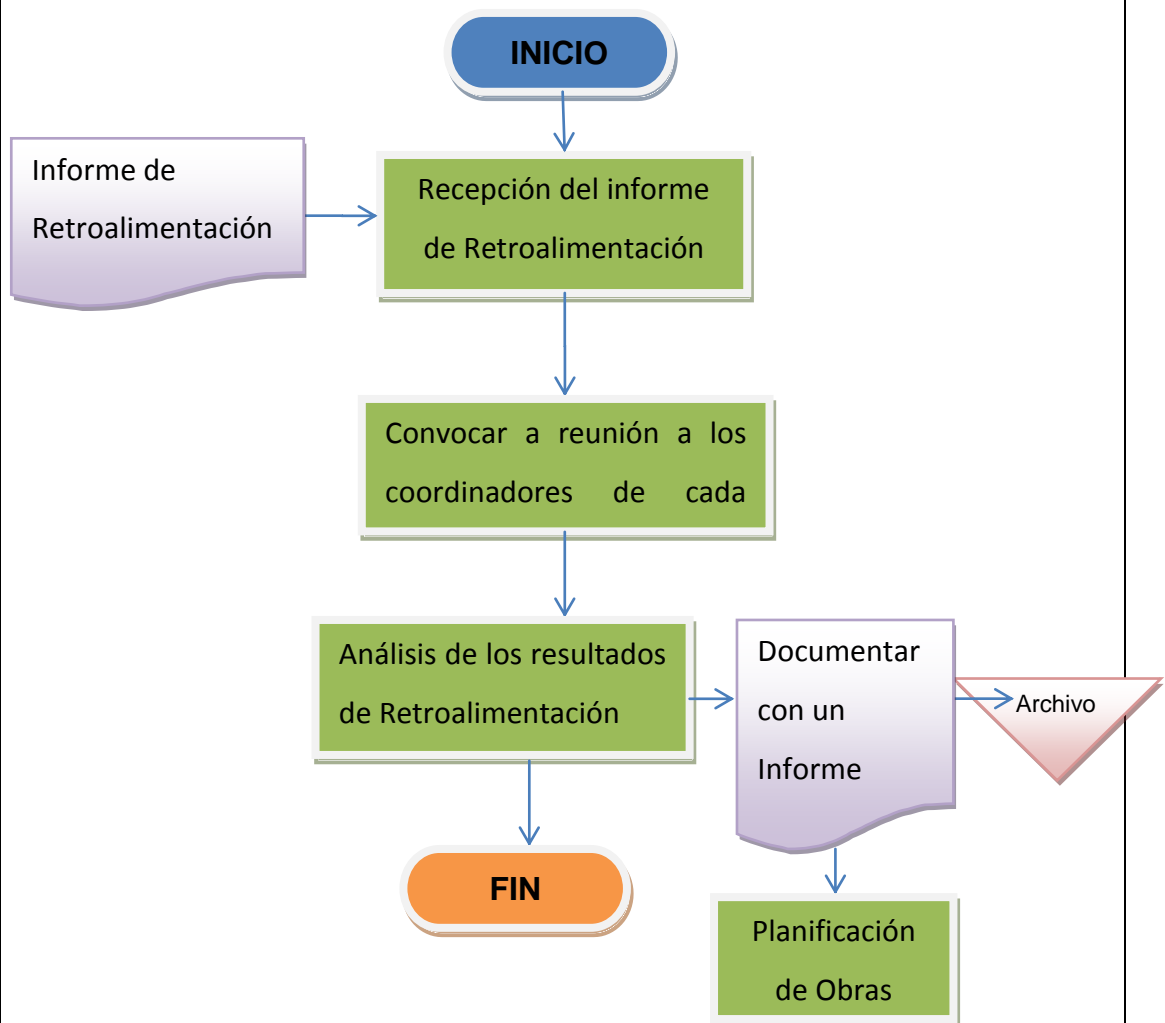 INICIO
Informe de
Retroalimentación
Recepción del informe
de Retroalimentación
Convocar a reunión a los
coordinadores de cada
Análisis de los resultados
de Retroalimentación
Documentar
con un
Informe
Archivo
FIN
Planificación
de Obras